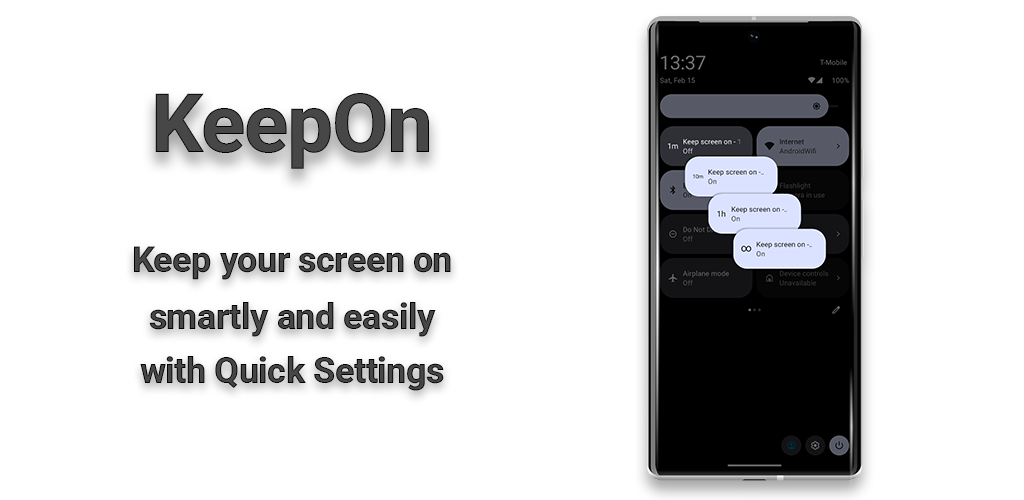 KeepOn
Keep your screen on
smartly and easily
with Quick Settings
13:37
T-Mobile
Sat, Feb 15
100%
1m
Keep screen on -
Off
Internet
AndroidWifi
10m
Keep screen on -..
On
Flashlight
in use
1h
Keep screen on -..
On
Do Not D
Off
∞
Keep screen on -..
On
Airplane mode
Off
Device controls
Unavailable